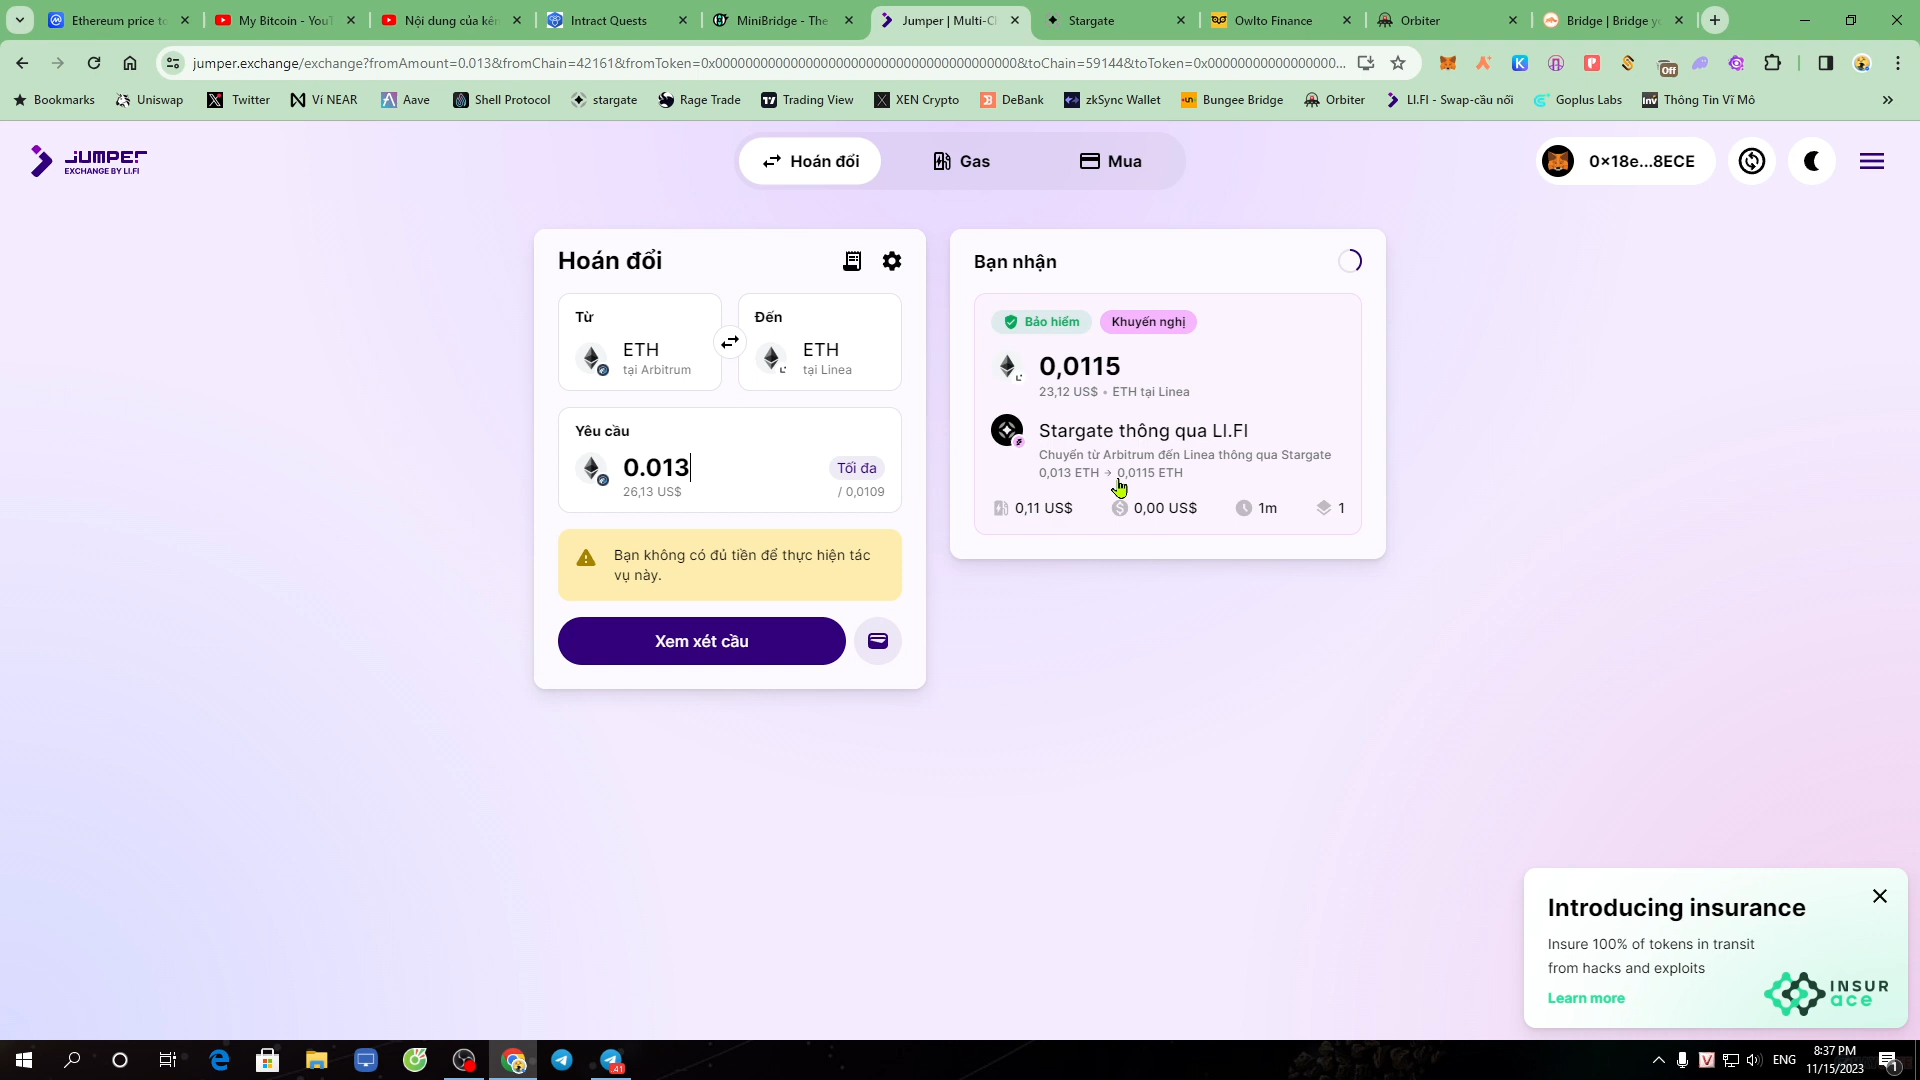 Ethereum price to
My Bitcoin - YouT
Nội dung của kên
Intract Quests
MiniBridge - The
Jumper | Multi-Cl
Stargate
Owlto Finance
Orbiter
Bridge | Bridge yo
jumper.exchange/exchange?fromAmount=0.013&fromChain=42161&fromToken=0x0000000000000000000000000000000000000000&toChain=59144&toToken=0x00000000000000000...
Off
Bookmarks
Uniswap
Twitter
Ví NEAR
Aave
Shell Protocol
stargate
Rage Trade
Trading View
XEN Crypto
DeBank
zkSync Wallet
Bungee Bridge
Orbiter
LI.FI - Swap-cầu nối
Goplus Labs
Thông Tin Vĩ Mô
JUMPER
EXCHANGE BY LI.FI
Hoán đổi
Gas
Mua
0×18e...8ECE
Hoán đổi
Từ
ETH
tại Arbitrum
Đến
ETH
tại Linea
Yêu cầu
0.013
Tối đa
26,13 US$
/ 0,0109
Bạn không có đủ tiền để thực hiện tác
vụ này.
Xem xét cầu
Bạn nhận
Bảo hiểm
Khuyến nghị
0,0115
23,12 US$ • ETH tại Linea
Stargate thông qua LI.FI
Chuyển từ Arbitrum đến Linea thông qua Stargate
0,013 ETH → 0,0115 ETH
0,11 US$
0,00 US$
1m
1
Introducing insurance
Insure 100% of tokens in transit
from hacks and exploits
Learn more
INSUR
ace
41
ENG
8:37 PM
11/15/2023
1